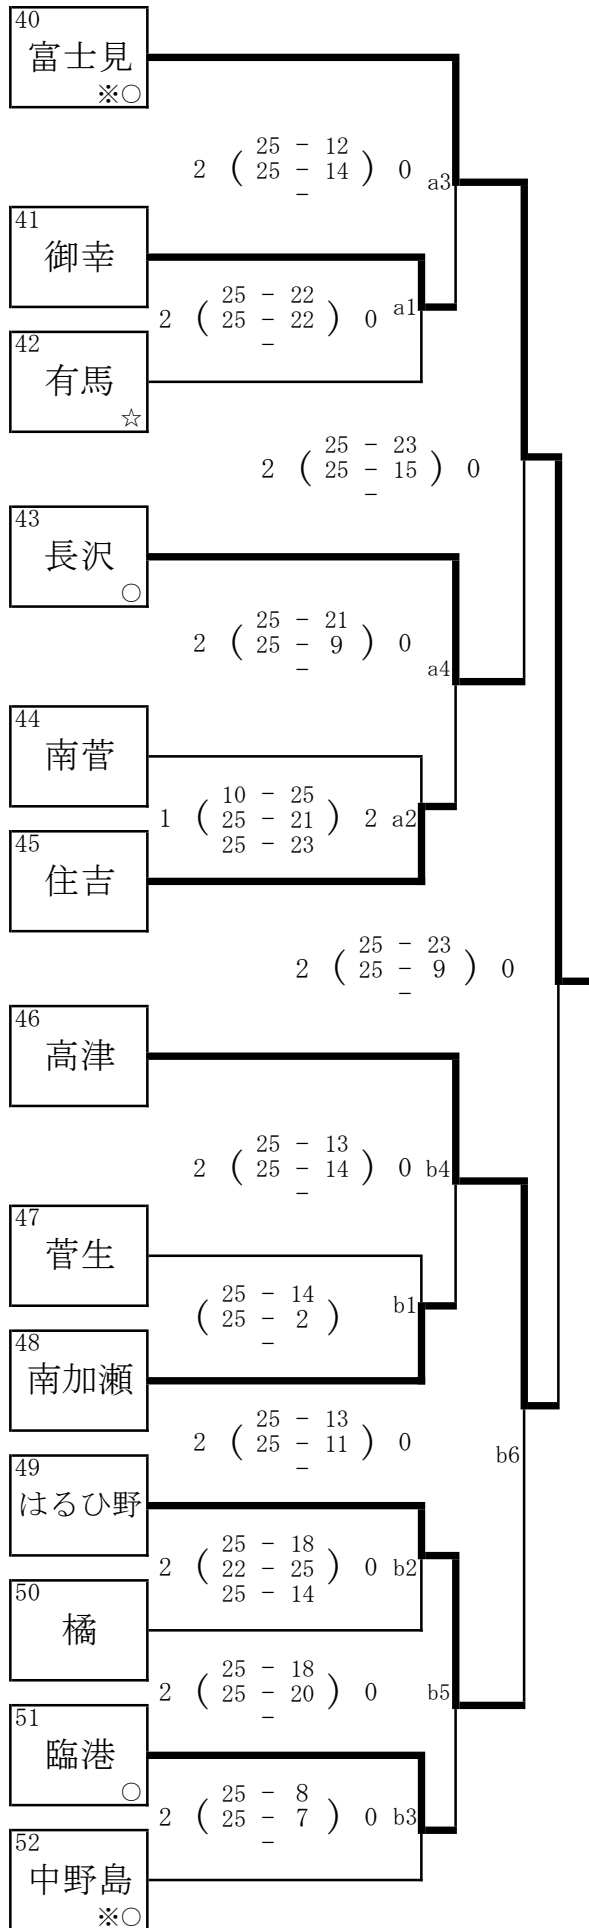 40
富士見
※○
25 - 12
2 ( 25 - 14 ) 0 a3
-
41
御幸
25 - 22
2 ( 25 - 22 ) 0 a1
-
42
有馬
☆
25 - 23
2 ( 25 - 15 ) 0
-
43
長沢
○
25 - 21
2 ( 25 - 9 ) 0 a4
-
44
南菅
10 - 25
1 ( 25 - 21 ) 2 a2
25 - 23
45
住吉
25 - 23
2 ( 25 - 9 ) 0
-
46
高津
25 - 13
2 ( 25 - 14 ) 0 b4
-
47
菅生
25 - 14
( 25 - 2 ) b1
-
48
南加瀬
25 - 13
2 ( 25 - 11 ) 0 b6
-
49
はるひ野
25 - 18
2 ( 22 - 25 ) 0 b2
25 - 14
50
橘
25 - 18
2 ( 25 - 20 ) 0 b5
-
51
臨港
○
25 - 8
2 ( 25 - 7 ) 0 b3
-
52
中野島
※○